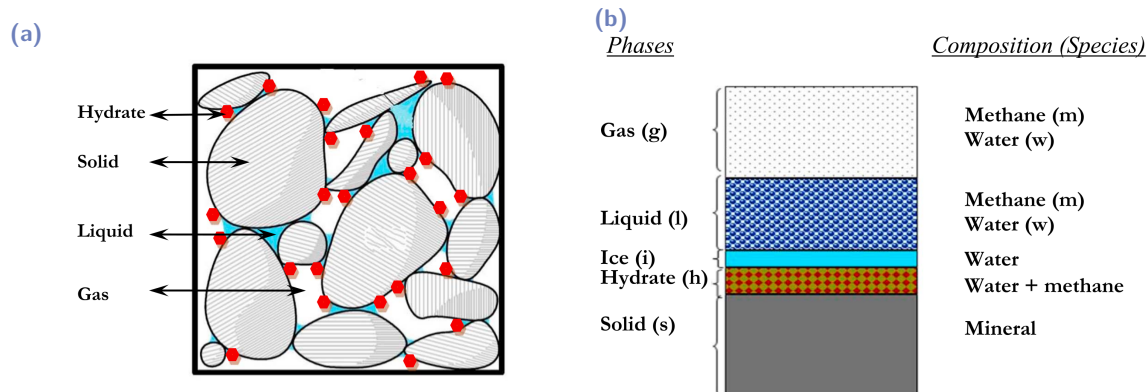 (a)
Hydrate
Solid
Liquid
Gas
(b)
Phases
Composition (Species)
Gas (g)
Methane (m)
Water (w)
Liquid (l)
Methane (m)
Water (w)
Ice (i)
Water
Hydrate (h)
Water + methane
Solid (s)
Mineral